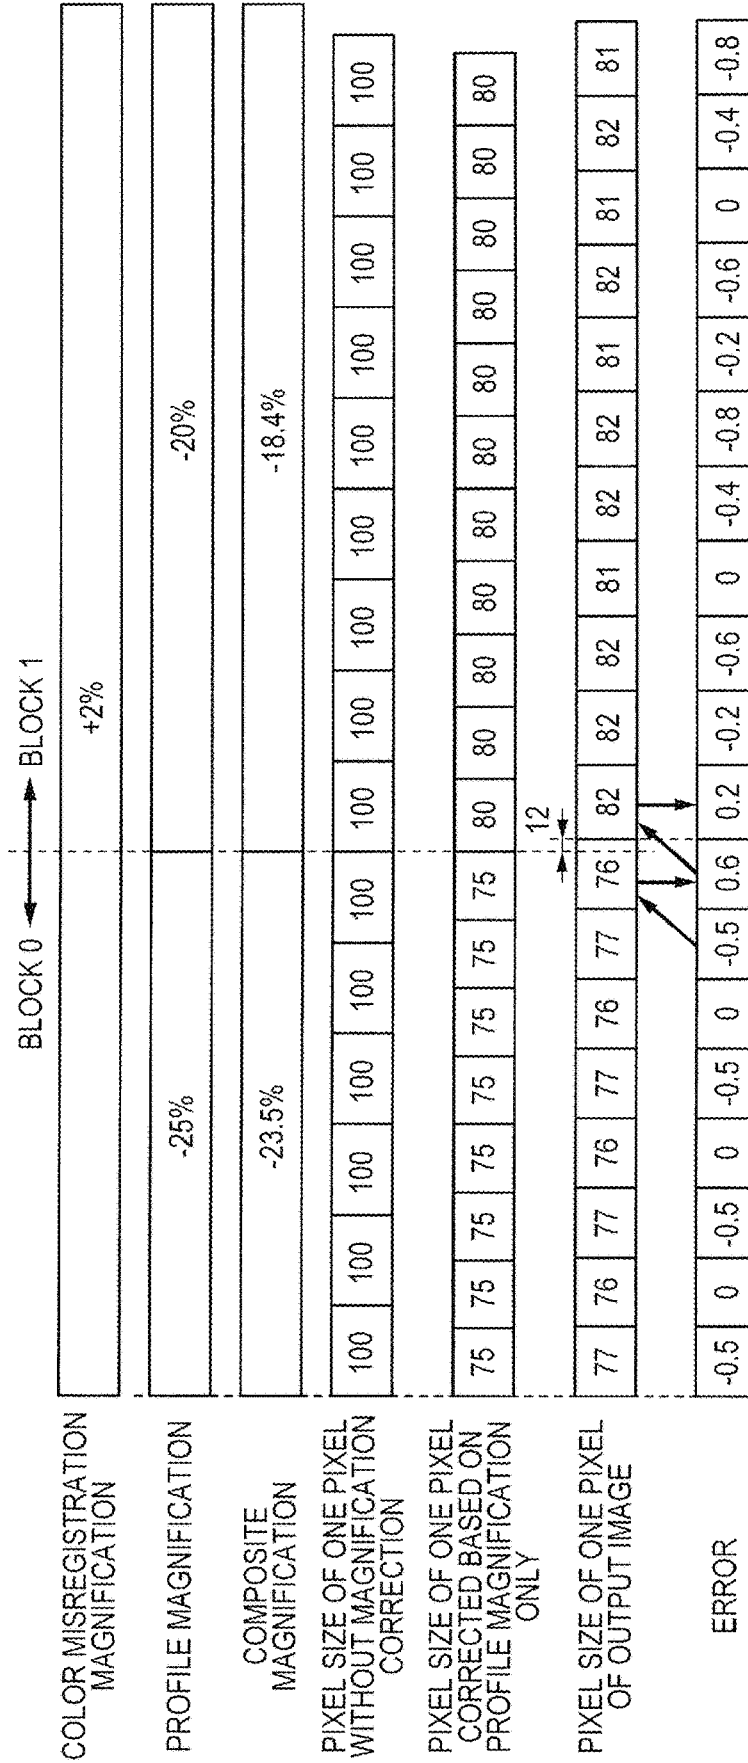 BLOCK 0 BLOCK 1
COLOR MISREGISTRATION
MAGNIFICATION
+2%
PROFILE MAGNIFICATION
-25% -20%
COMPOSITE
MAGNIFICATION
-23.5% -18.4%
PIXEL SIZE OF ONE PIXEL
WITHOUT MAGNIFICATION
CORRECTION
100 100 100 100 100 100 100 100 100 100 100 100 100 100 100
PIXEL SIZE OF ONE PIXEL
CORRECTED BASED ON
PROFILE MAGNIFICATION
ONLY
75 75 75 75 75 75 75 75 80 80 80 80 80 80 80 80 80 80 80
12
PIXEL SIZE OF ONE PIXEL
OF OUTPUT IMAGE
77 76 77 76 77 76 77 76 82 82 82 81 82 82 81 82 81 82 81
ERROR
-0.5 0 -0.5 0 -0.5 0 -0.5 0.6 0.2 -0.2 -0.6 0 -0.4 -0.8 -0.2 -0.6 0 -0.4 -0.8